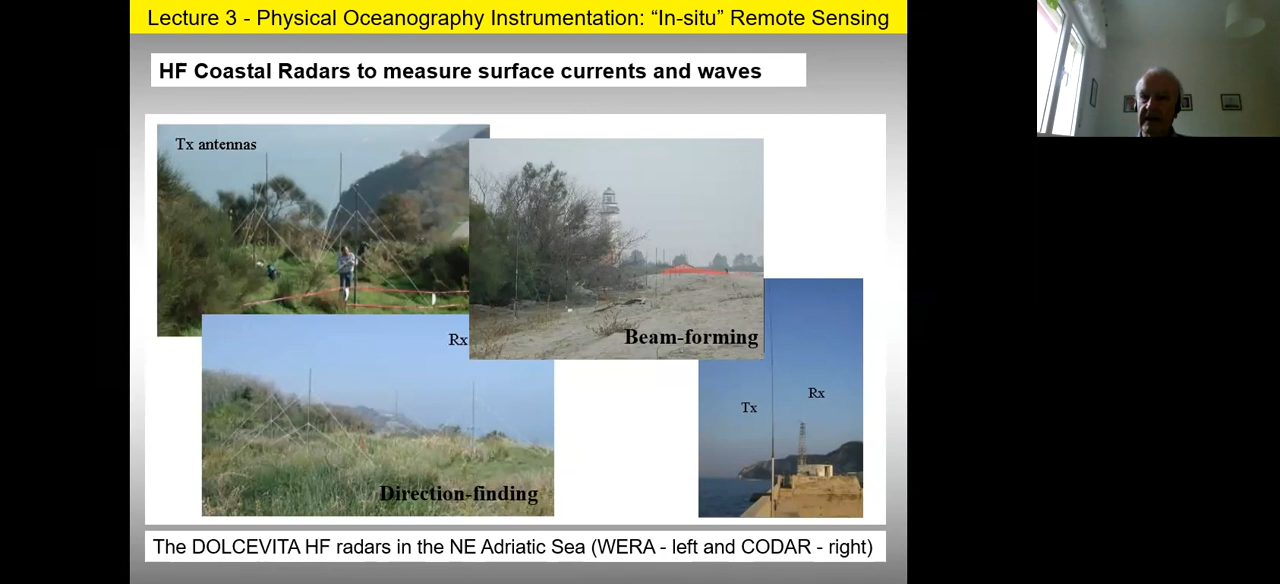 Lecture 3 - Physical Oceanography Instrumentation: “In-situ” Remote Sensing
HF Coastal Radars to measure surface currents and waves
Tx antennas
Beam-forming
Rx
Direction-finding
Tx
Rx
The DOLCEVITA HF radars in the NE Adriatic Sea (WERA - left and CODAR - right)